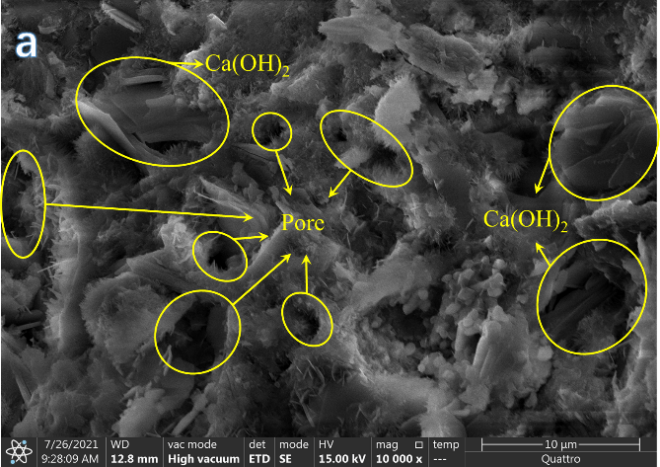 a
Ca(OH)₂
Pore
Ca(OH)₂
7/26/2021 WD vac mode det mode HV mag □ temp 10 µm
9:28:09 AM 12.8 mm High vacuum ETD SE 15.00 kV 10 000 x --- Quattro